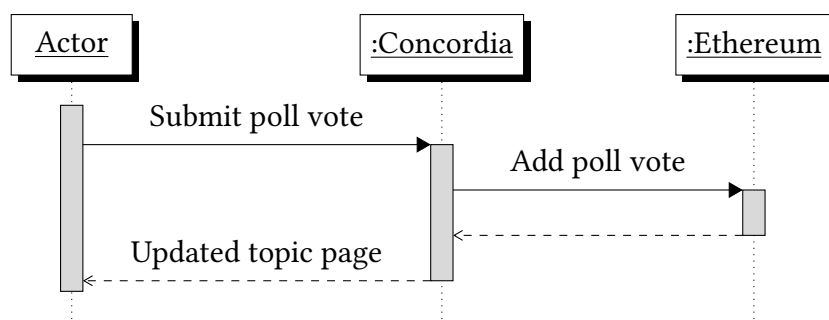 Actor
:Concordia
:Ethereum
Submit poll vote
Add poll vote
Updated topic page